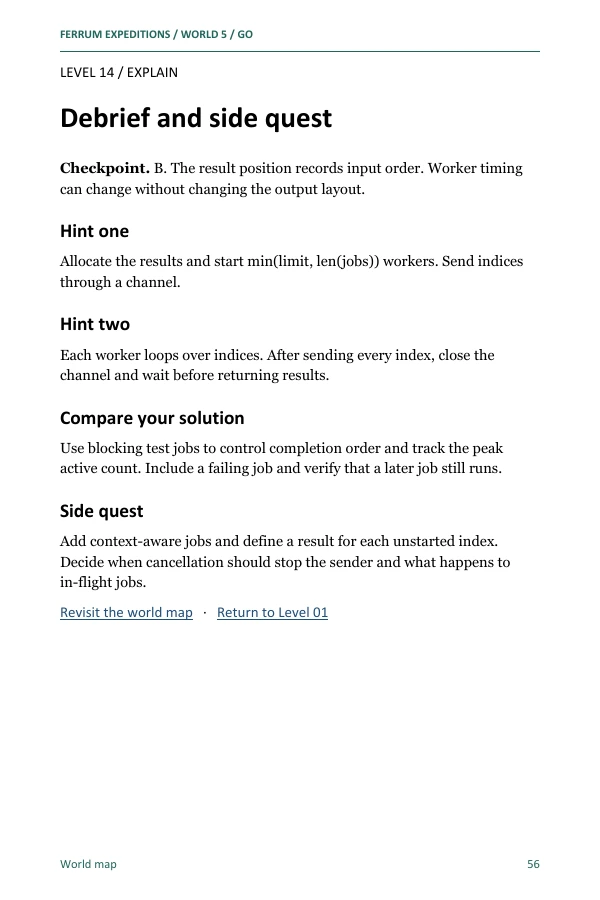 FERRUM EXPEDITIONS / WORLD 5 / GO
LEVEL 14 / EXPLAIN
Debrief and side quest
Checkpoint. B. The result position records input order. Worker timing
can change without changing the output layout.
Hint one
Allocate the results and start min(limit, len(jobs)) workers. Send indices
through a channel.
Hint two
Each worker loops over indices. After sending every index, close the
channel and wait before returning results.
Compare your solution
Use blocking test jobs to control completion order and track the peak
active count. Include a failing job and verify that a later job still runs.
Side quest
Add context-aware jobs and define a result for each unstarted index.
Decide when cancellation should stop the sender and what happens to
in-flight jobs.
Revisit the world map · Return to Level 01
World map 56